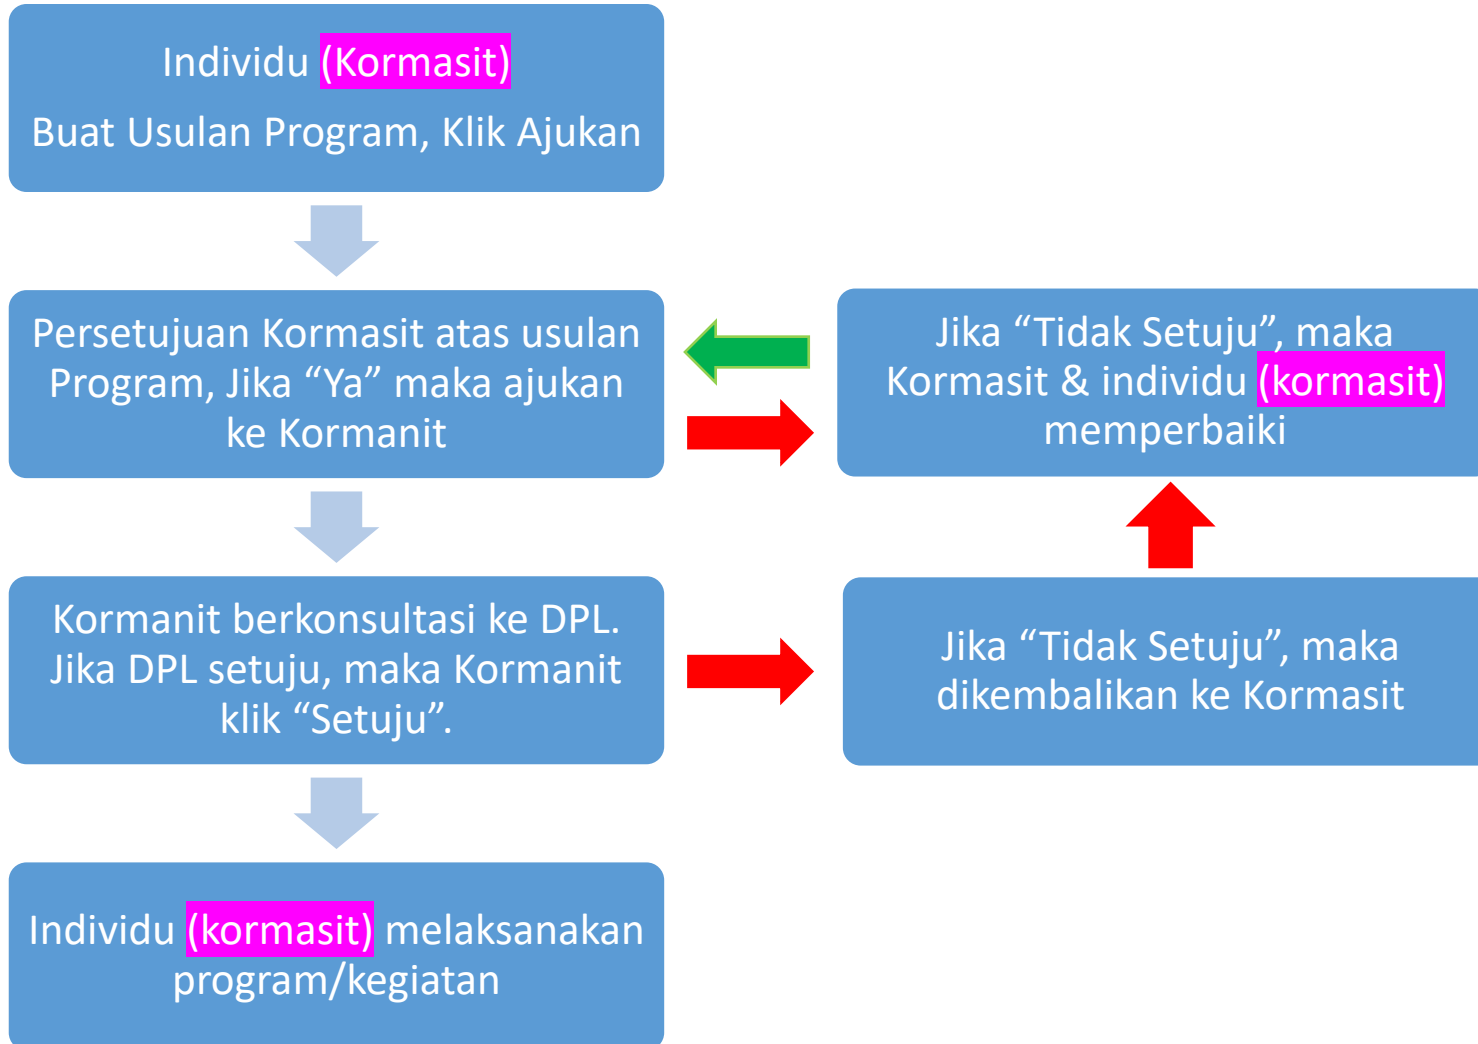 Individu (Kormasit)
Buat Usulan Program, Klik Ajukan
Persetujuan Kormasit atas usulan
Program, Jika “Ya” maka ajukan
ke Kormanit
Jika “Tidak Setuju”, maka
Kormasit & individu (kormasit)
memperbaiki
Kormanit berkonsultasi ke DPL.
Jika DPL setuju, maka Kormanit
klik “Setuju”.
Jika “Tidak Setuju”, maka
dikembalikan ke Kormasit
Individu (kormasit) melaksanakan
program/kegiatan